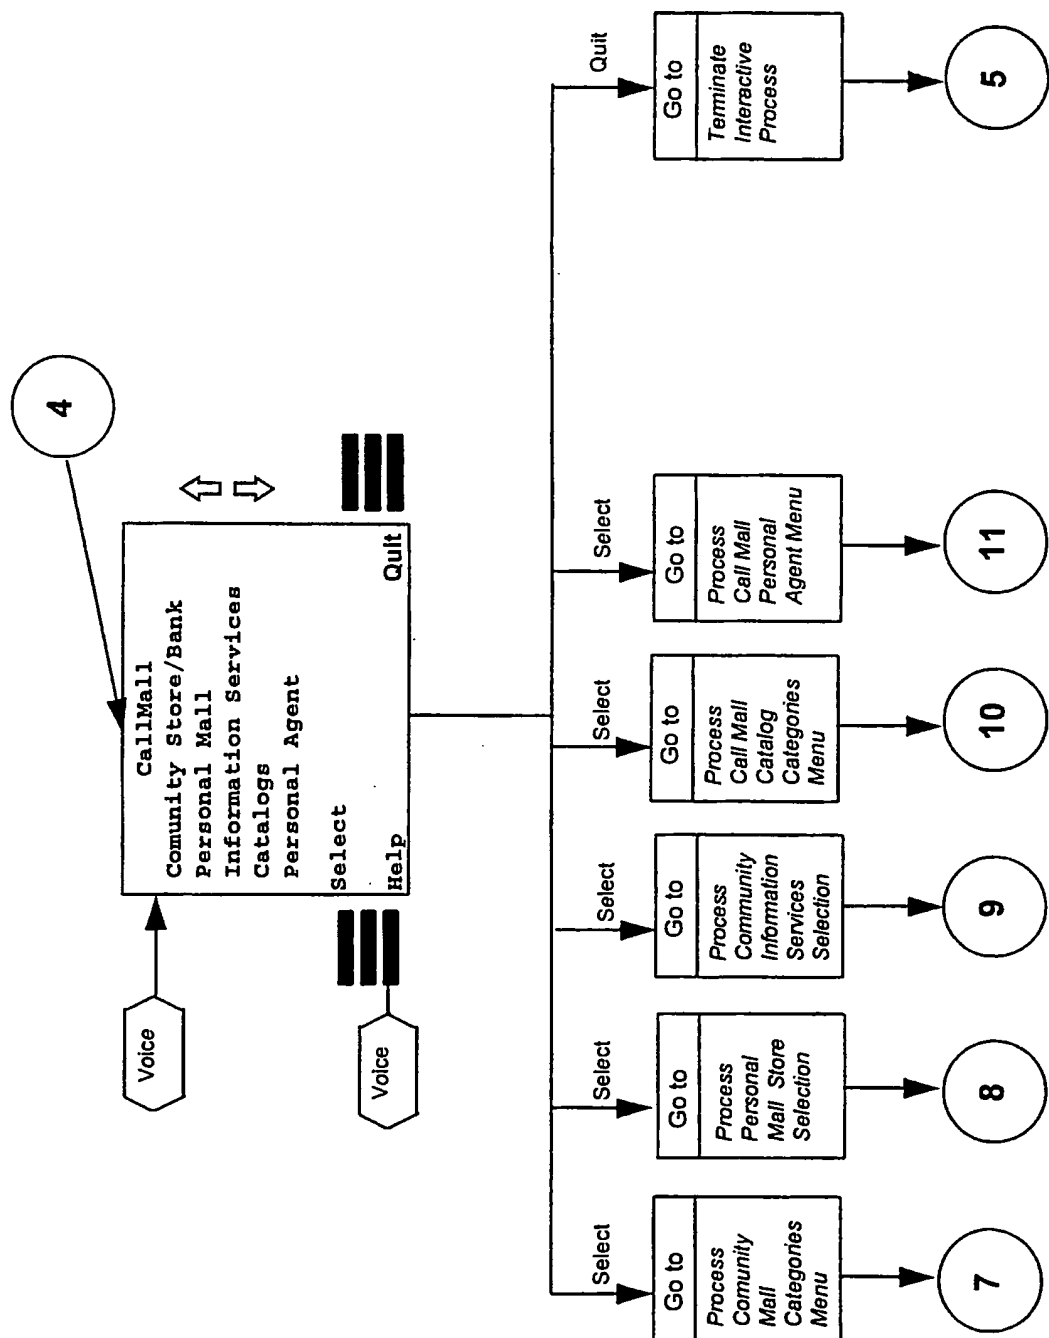 4
Voice
Voice
CallMall
Comunity Store/Bank
Personal Mall
Information Services
Catalogs
Personal Agent
Select
Help
Quit
Select
Select
Select
Select
Select
Quit
Go to
Process
Comunity
Mall
Categories
Menu
Go to
Process
Personal
Mall Store
Selection
Go to
Process
Community
Information
Services
Selection
Go to
Process
Call Mall
Catalog
Categories
Menu
Go to
Process
Call Mall
Personal
Agent Menu
Go to
Terminate
Interactive
Process
7
8
9
10
11
5